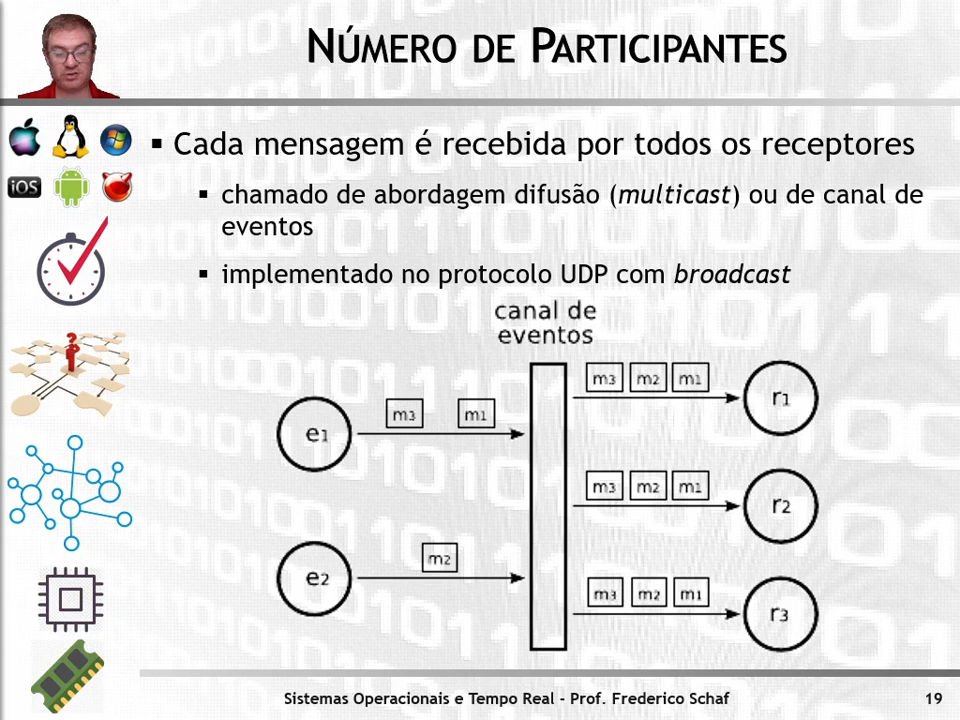 NÚMERO DE PARTICIPANTES
Cada mensagem é recebida por todos os receptores
chamado de abordagem difusão (multicast) ou de canal de
eventos
implementado no protocolo UDP com broadcast
canal de
eventos
m3 m2 m1
r1
e1
m3 m1
m3 m2 m1
r2
e2
m2
m3 m2 m1
r3
iOS
Sistemas Operacionais e Tempo Real - Prof. Frederico Schaf 19